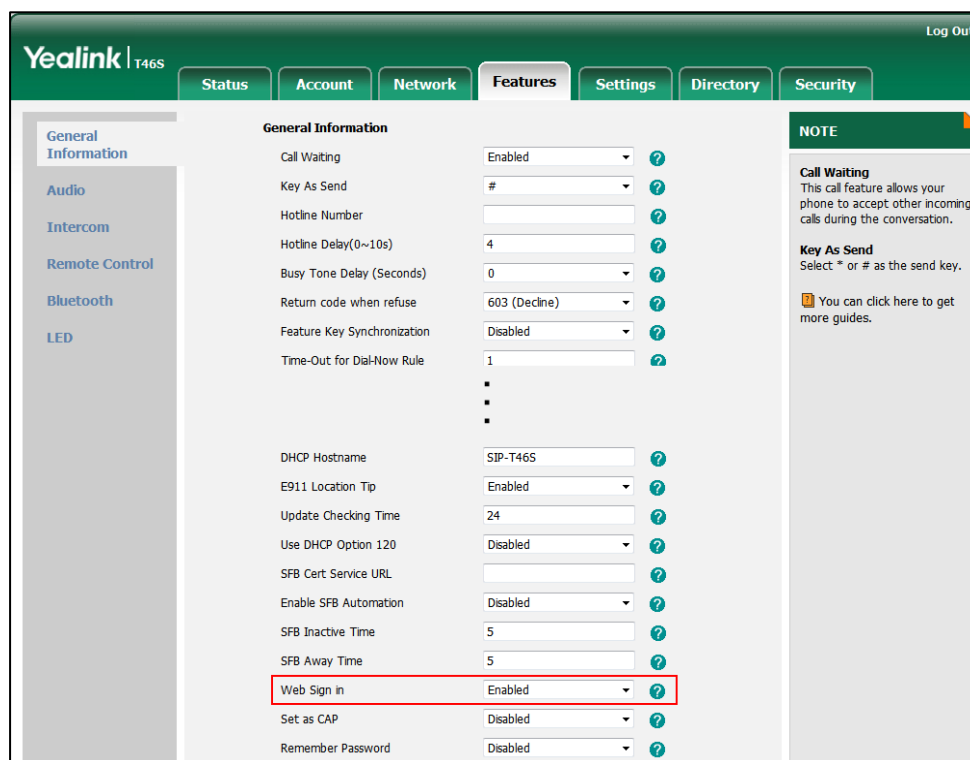 Log Out
Yealink | T46S
Status Account Network Features Settings Directory Security
General
Information
Audio
Intercom
Remote Control
Bluetooth
LED
General Information
Call Waiting Enabled
Key As Send #
Hotline Number
Hotline Delay(0~10s) 4
Busy Tone Delay (Seconds) 0
Return code when refuse 603 (Decline)
Feature Key Synchronization Disabled
Time-Out for Dial-Now Rule 1
DHCP Hostname SIP-T46S
E911 Location Tip Enabled
Update Checking Time 24
Use DHCP Option 120 Disabled
SFB Cert Service URL
Enable SFB Automation Disabled
SFB Inactive Time 5
SFB Away Time 5
Web Sign in Enabled
Set as CAP Disabled
Remember Password Disabled
NOTE
Call Waiting
This call feature allows your
phone to accept other incoming
calls during the conversation.
Key As Send
Select * or # as the send key.
You can click here to get
more guides.